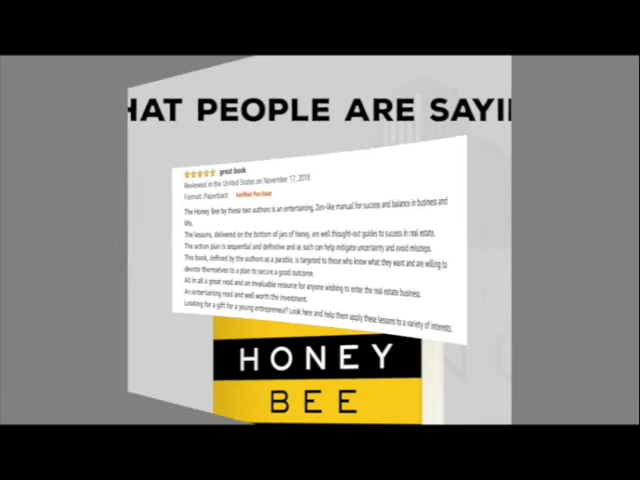 HAT PEOPLE ARE SAYI
great book
Reviewed in the United States on November 17, 2019
Format: Paperback Verified Purchase
The Honey Bee by these two authors is an entertaining, Zen-like manual for success and balance in business and
life.
The lessons, delivered on the bottom of jars of honey, are well thought-out guides to success in real estate.
The action plan is sequential and definitive and as such can help mitigate uncertainty and avoid missteps.
This book, defined by the authors as a parable, is targeted to those who know what they want and are willing to
devote themselves to a plan to secure a good outcome.
All in all a great read and an invaluable resource for anyone wishing to enter the real estate business.
An entertaining read and well worth the investment.
Looking for a gift for a young entrepreneur? Look here and help them apply these lessons to a variety of interests.
HONEY
BEE